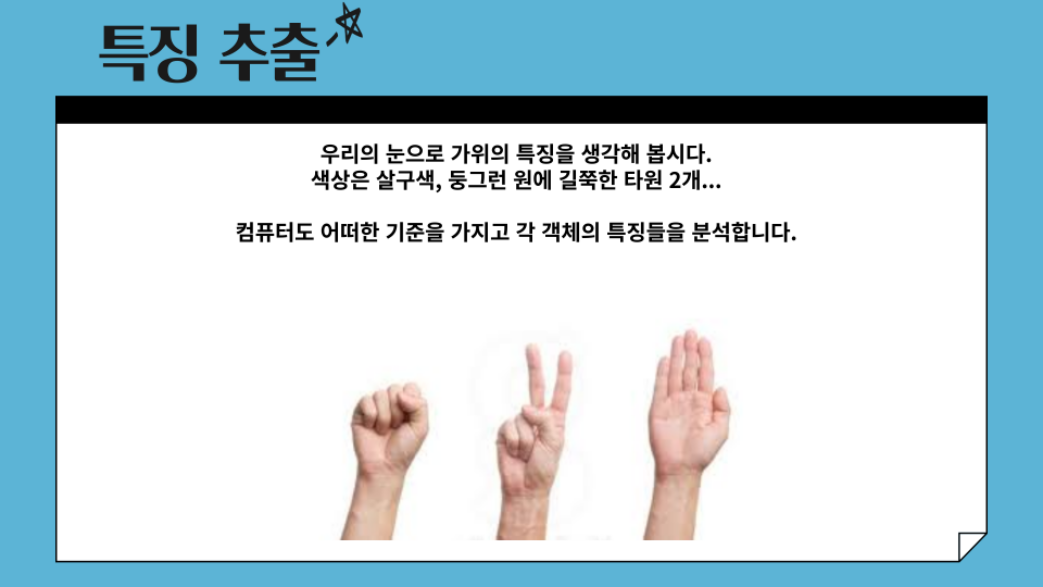 특징 추출
우리의 눈으로 가위의 특징을 생각해 봅시다.
색상은 살구색, 둥그런 원에 길쭉한 타원 2개...
컴퓨터도 어떠한 기준을 가지고 각 객체의 특징들을 분석합니다.